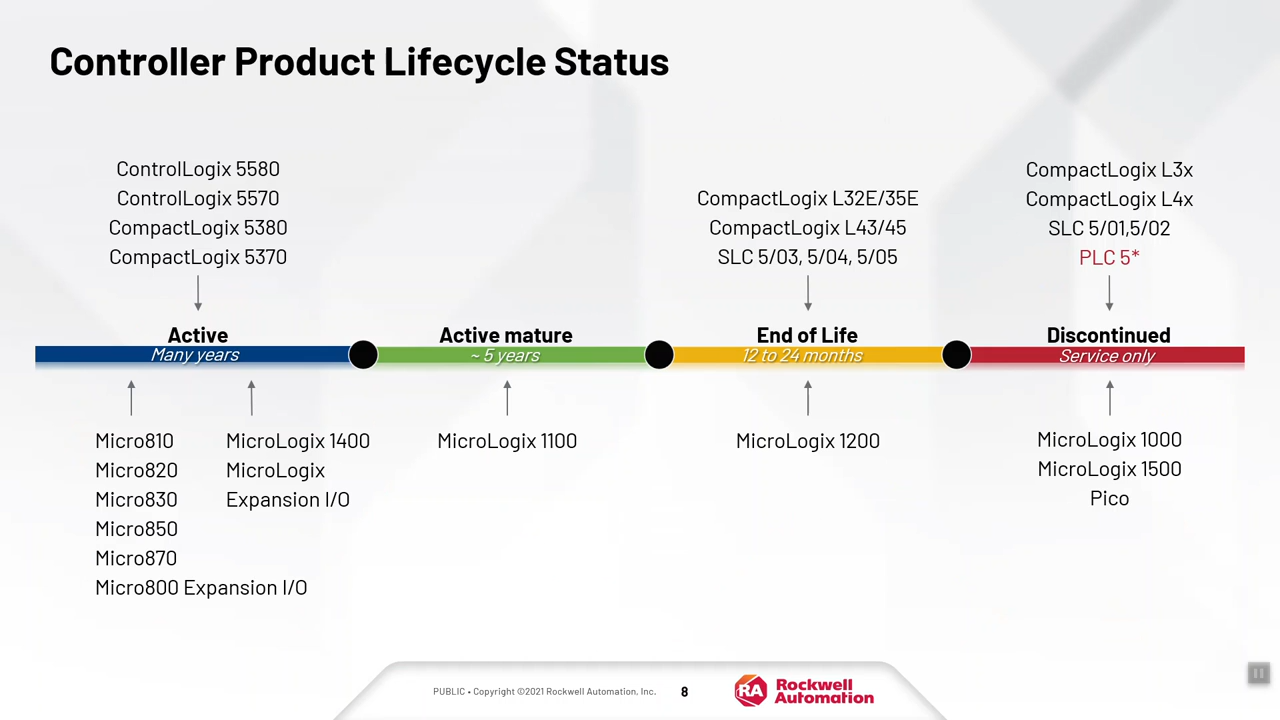 Controller Product Lifecycle Status
ControlLogix 5580
ControlLogix 5570
CompactLogix 5380
CompactLogix 5370
CompactLogix L32E/35E
CompactLogix L43/45
SLC 5/03, 5/04, 5/05
CompactLogix L3x
CompactLogix L4x
SLC 5/01,5/02
PLC 5*
Active
Many years
Active mature
~ 5 years
End of Life
12 to 24 months
Discontinued
Service only
Micro810
Micro820
Micro830
Micro850
Micro870
Micro800 Expansion I/O
MicroLogix 1400
MicroLogix
Expansion I/O
MicroLogix 1100
MicroLogix 1200
MicroLogix 1000
MicroLogix 1500
Pico
PUBLIC • Copyright ©2021 Rockwell Automation, Inc.
8
RA
Rockwell
Automation